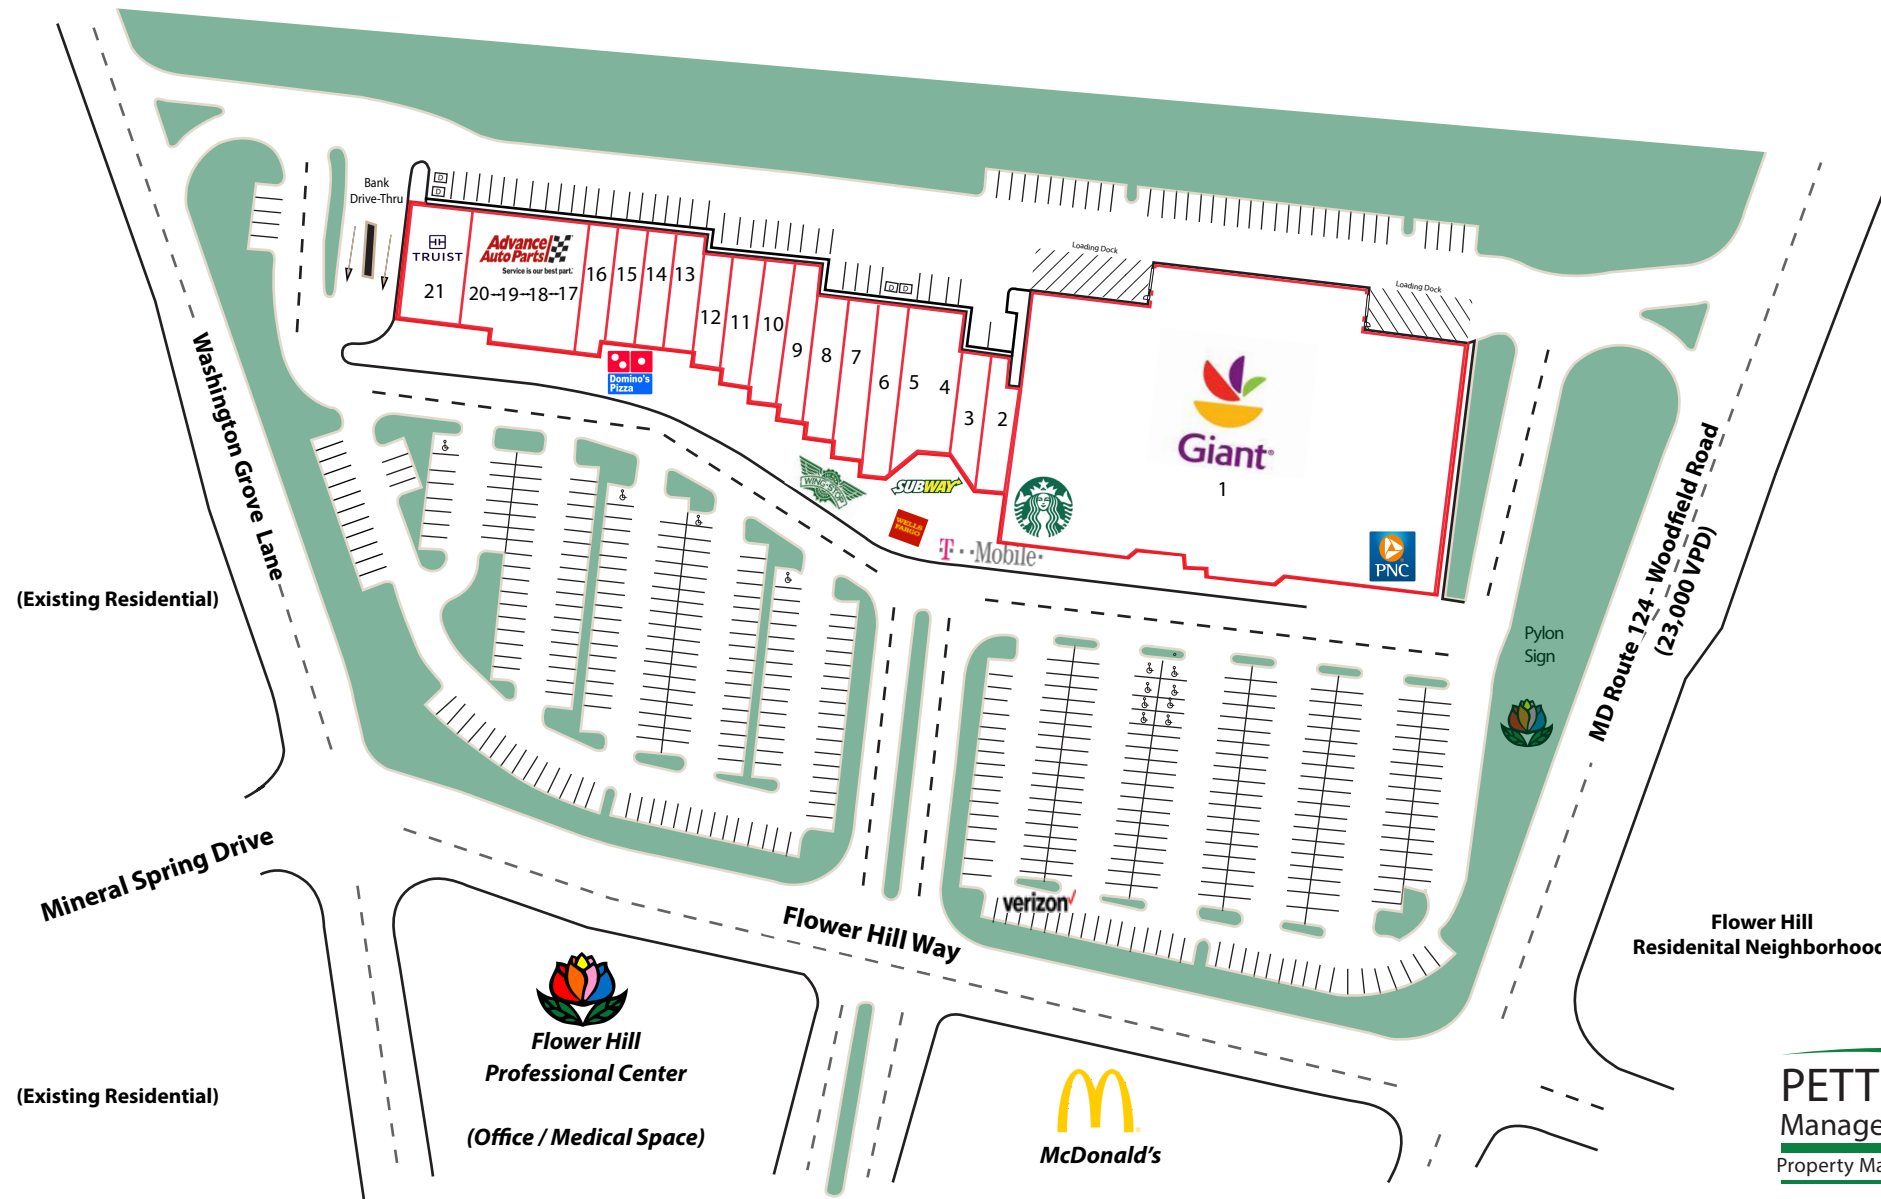 Bank
Drive-Thru
D
D
TRUIST
21
Advance
Auto Parts
Service is our best part.
20-19-18-17
16
15
14
13
12
11
10
9
8
7
6
5
4
3
2
D D
Loading Dock
Loading Dock
Giant
1
Domino's
Pizza
WING-STOP
SUBWAY
WELLS
FARGO
T··Mobile·
PNC
Washington Grove Lane
MD Route 124 - Woodfield Road
(23,000 VPD)
Pylon
Sign
(Existing Residential)
Mineral Spring Drive
verizon
Flower Hill Way
Flower Hill
Residenital Neighborhood
Flower Hill
Professional Center
(Office / Medical Space)
(Existing Residential)
McDonald's
PETT
Manage
Property Ma